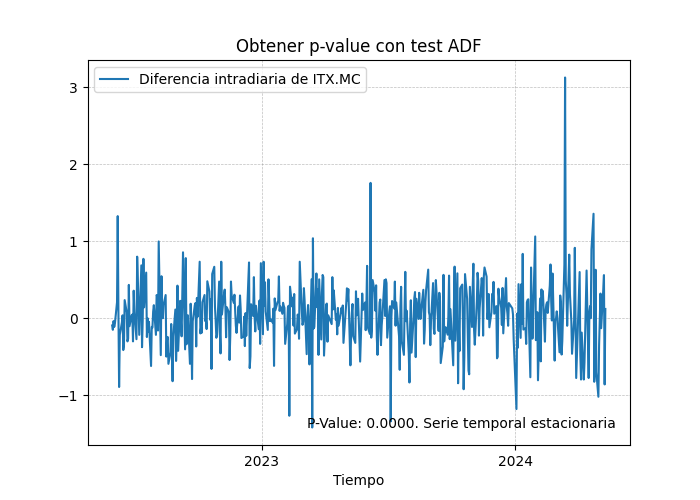 Obtener p-value con test ADF
Diferencia intradiaria de ITX.MC
3
2
1
0
−1
P-Value: 0.0000. Serie temporal estacionaria
2023
2024
Tiempo